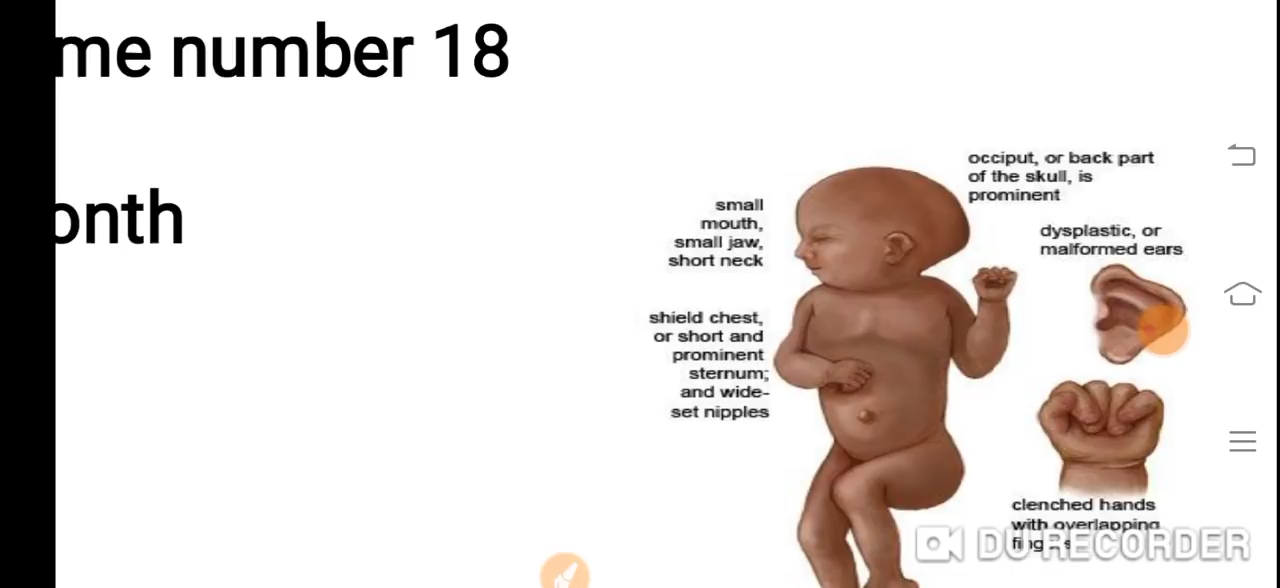 me number 18
onth
occiput, or back part
of the skull, is
prominent
small
mouth,
small jaw,
short neck
dysplastic, or
malformed ears
shield chest,
or short and
prominent
sternum;
and wide-
set nipples
clenched hands
with overlapping
DU RECORDER